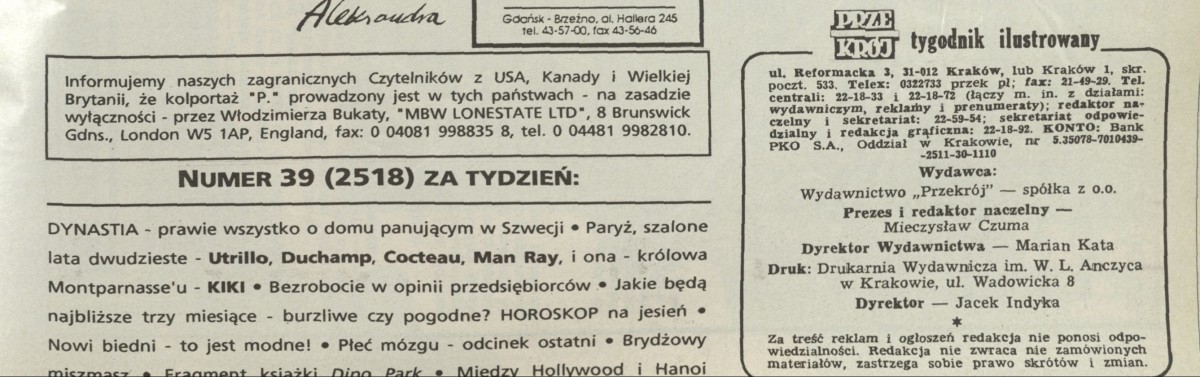 Aleksandra
Gdańsk - Brzeźno, al. Hallera 245
tel. 43-57-00, fax 43-56-46
Informujemy naszych zagranicznych Czytelników z USA, Kanady i Wielkiej
Brytanii, że kolportaż "P." prowadzony jest w tych państwach - na zasadzie
wyłączności - przez Włodzimierza Bukaty, "MBW LONESTATE LTD", 8 Brunswick
Gdns., London W5 1AP, England, fax: 0 04081 998835 8, tel. 0 04481 9982810.
NUMER 39 (2518) ZA TYDZIEŃ:
DYNASTIA - prawie wszystko o domu panującym w Szwecji • Paryż, szalone
lata dwudzieste - Utrillo, Duchamp, Cocteau, Man Ray, i ona - królowa
Montparnasse'u - KIKI • Bezrobocie w opinii przedsiębiorców • Jakie będą
najbliższe trzy miesiące - burzliwe czy pogodne? HOROSKOP na jesień •
Nowi biedni - to jest modne! • Płeć mózgu - odcinek ostatni • Brydżowy
miszmasz • Fragment książki Dino Park • Między Hollywood i Hanoi
PRZE
KRÓJ
tygodnik ilustrowany
ul. Reformacka 3, 31-012 Kraków, lub Kraków 1, skr.
poczt. 533. Telex: 0322733 przek pl; fax: 21-49-29. Tel.
centrali: 22-18-33 i 22-18-72 (łączy m. in. z działami:
wydawniczym, reklamy i prenumeraty); redaktor na-
czelny i sekretariat: 22-59-54; sekretariat odpowie-
dzialny i redakcja graficzna: 22-18-92. KONTO: Bank
PKO S.A., Oddział w Krakowie, nr 5.35078-7010439-
-2511-30-1110
Wydawca:
Wydawnictwo „Przekrój” — spółka z o.o.
Prezes i redaktor naczelny —
Mieczysław Czuma
Dyrektor Wydawnictwa — Marian Kata
Druk: Drukarnia Wydawnicza im. W. L. Anczyca
w Krakowie, ul. Wadowicka 8
Dyrektor — Jacek Indyka
*
Za treść reklam i ogłoszeń redakcja nie ponosi odpo-
wiedzialności. Redakcja nie zwraca nie zamówionych
materiałów, zastrzega sobie prawo skrótów i zmian.